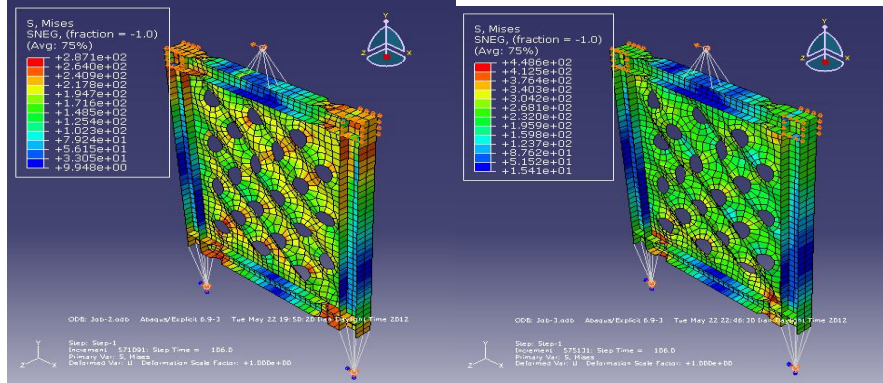 S, Mises
SNEG, (fraction = -1.0)
(Avg: 75%)
+2.871e+02
+2.640e+02
+2.409e+02
+2.178e+02
+1.947e+02
+1.716e+02
+1.485e+02
+1.254e+02
+1.023e+02
+7.924e+01
+5.615e+01
+3.305e+01
+9.948e+00
Y
Z
X
ODB: Job-2.odb Abaqus/Explicit 6.9-3 Tue May 22 19:50:20 Iran Daylight Time 2012
Y
Z
X
Step: Step-1
Increment 571091: Step Time = 106.0
Primary Var: S, Mises
Deformed Var: U Deformation Scale Factor: +1.000e+00
S, Mises
SNEG, (fraction = -1.0)
(Avg: 75%)
+4.486e+02
+4.125e+02
+3.764e+02
+3.403e+02
+3.042e+02
+2.681e+02
+2.320e+02
+1.959e+02
+1.598e+02
+1.237e+02
+8.762e+01
+5.152e+01
+1.541e+01
Y
Z
X
ODB: Job-3.odb Abaqus/Explicit 6.9-3 Tue May 22 22:46:30 Iran Daylight Time 2012
Y
Z
X
Step: Step-1
Increment 575131: Step Time = 106.0
Primary Var: S, Mises
Deformed Var: U Deformation Scale Factor: +1.000e+00